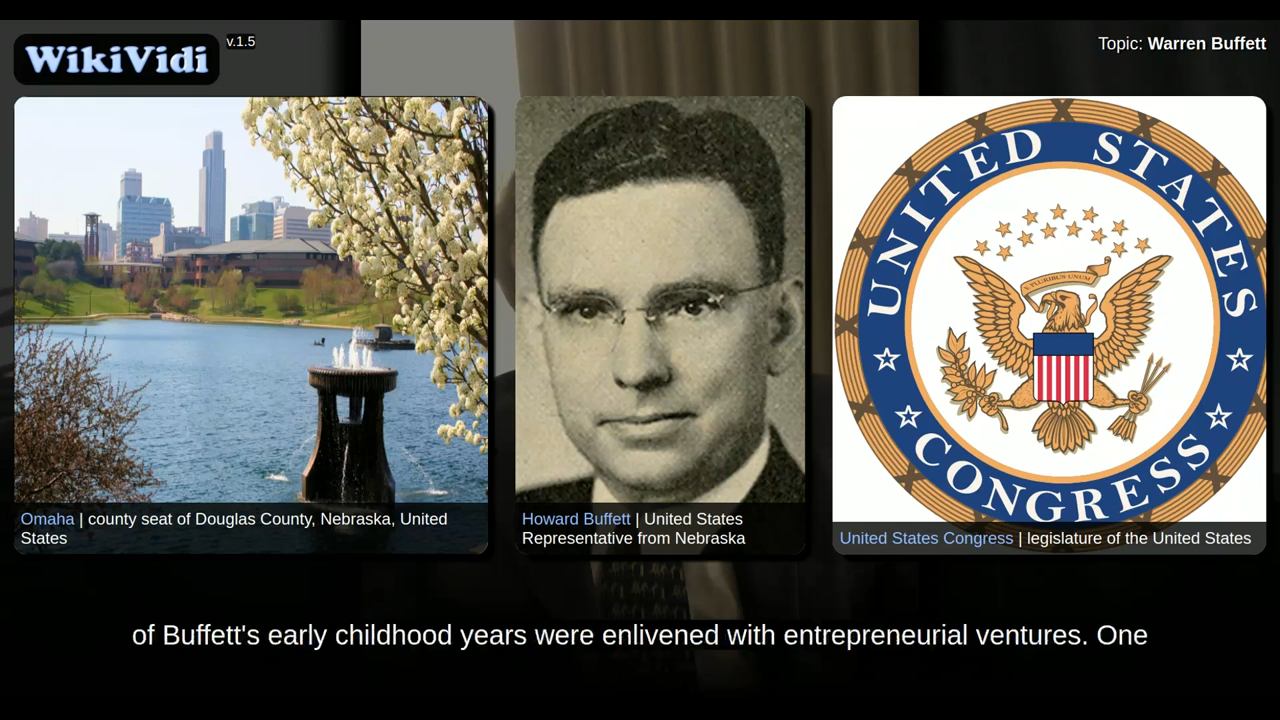 WikiVidi
v.1.5
Topic: Warren Buffett
UNITED STATES
E PLURIBUS UNUM
CONGRESS
Omaha | county seat of Douglas County, Nebraska, United
States
Howard Buffett | United States
Representative from Nebraska
United States Congress | legislature of the United States
of Buffett's early childhood years were enlivened with entrepreneurial ventures. One